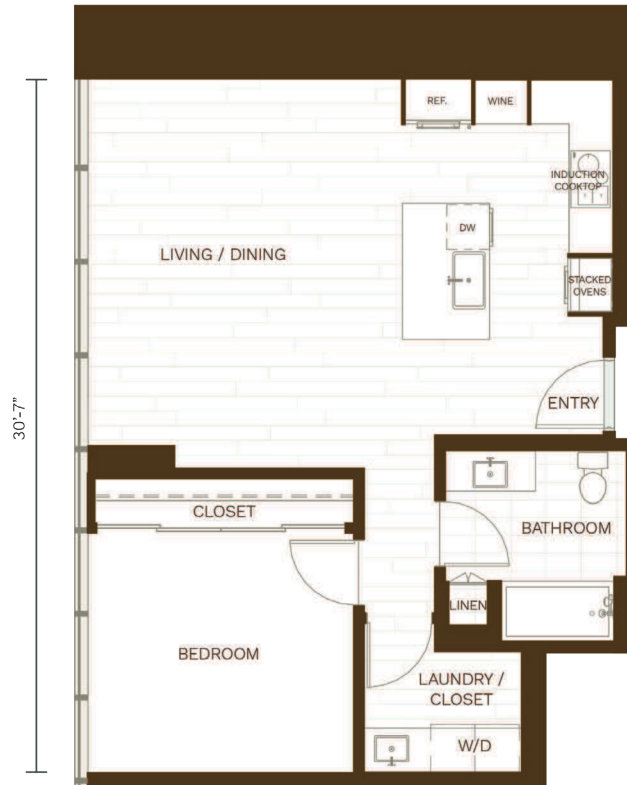 REF.
WINE
INDUCTION
COOKTOP
DW
LIVING / DINING
STACKED
OVENS
ENTRY
30'-7"
CLOSET
BATHROOM
LINEN
BEDROOM
LAUNDRY /
CLOSET
W/D